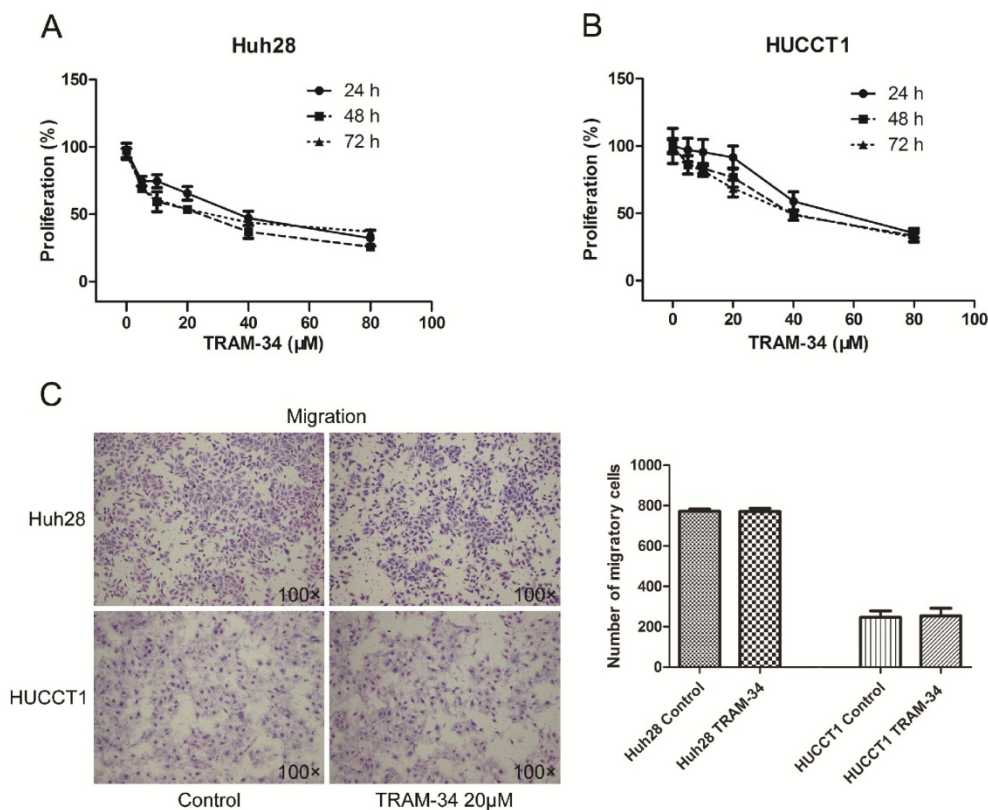 A
Huh28
150
100
50
0
Proliferation (%)
24 h
48 h
72 h
0
20
40
60
80
100
TRAM-34 (µM)
B
HUCCT1
150
100
50
0
Proliferation (%)
24 h
48 h
72 h
0
20
40
60
80
100
TRAM-34 (µM)
C
Migration
Huh28
100×
100×
HUCCT1
100×
100×
Control
TRAM-34 20µM
1000
800
600
400
200
0
Number of migratory cells
Huh28 Control
Huh28 TRAM-34
HUCCT1 Control
HUCCT1 TRAM-34